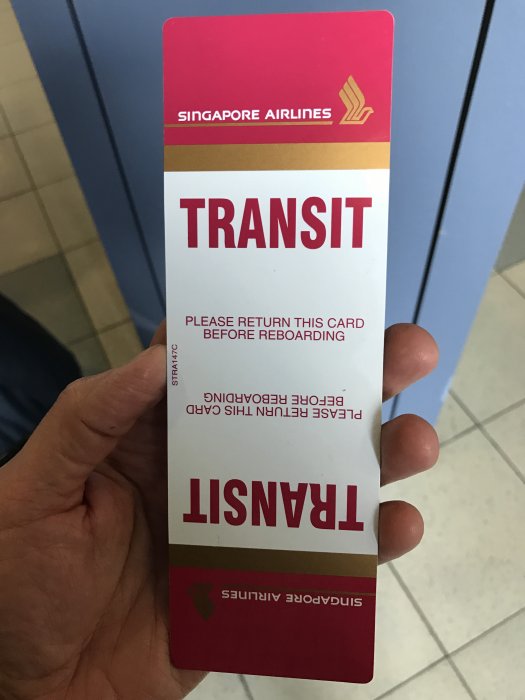 SINGAPORE AIRLINES
TRANSIT
PLEASE RETURN THIS CARD
BEFORE REBOARDING
STRA147C
PLEASE RETURN THIS CARD
BEFORE REBOARDING
TRANSIT
SINGAPORE AIRLINES